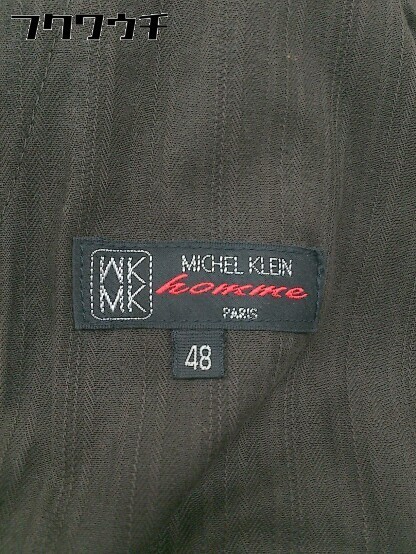 フクワウチ
MK
MK
MICHEL KLEIN
homme
PARIS
48